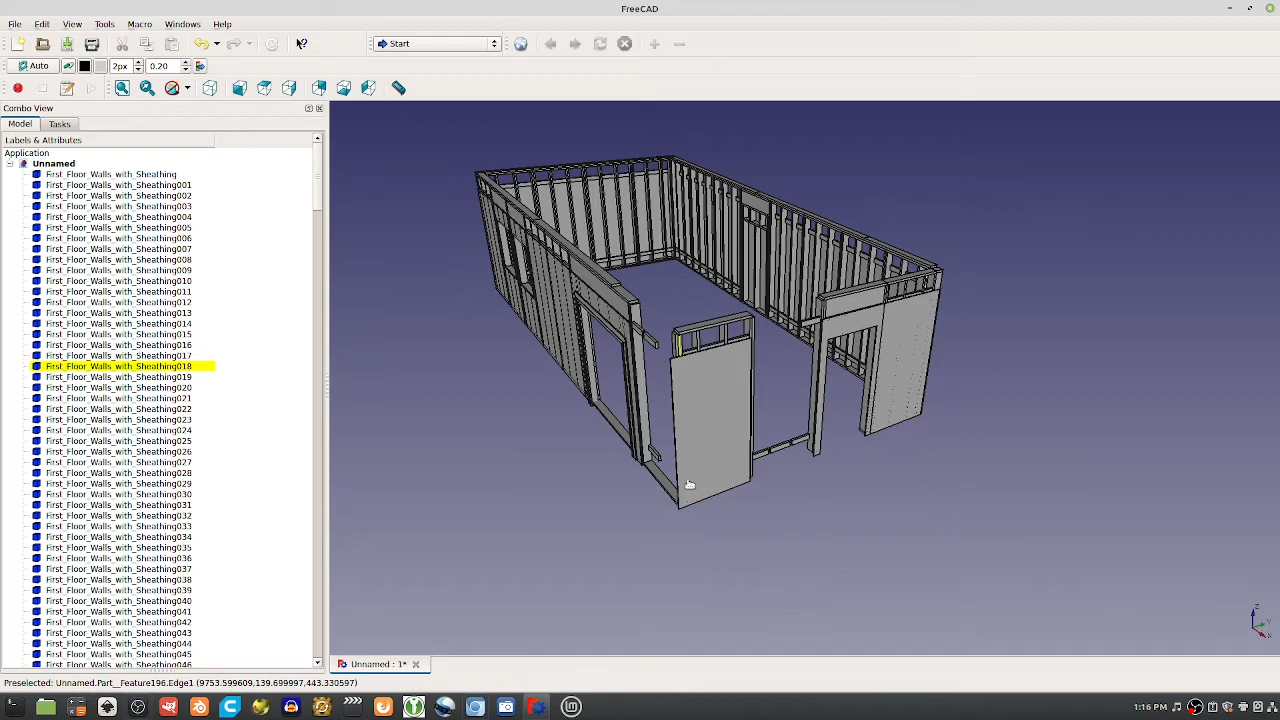 FreeCAD
File Edit View Tools Macro Windows Help
Start
Auto 2px 0.20
Combo View
Model Tasks
Labels & Attributes
Application
Unnamed
First_Floor_Walls_with_Sheathing
First_Floor_Walls_with_Sheathing001
First_Floor_Walls_with_Sheathing002
First_Floor_Walls_with_Sheathing003
First_Floor_Walls_with_Sheathing004
First_Floor_Walls_with_Sheathing005
First_Floor_Walls_with_Sheathing006
First_Floor_Walls_with_Sheathing007
First_Floor_Walls_with_Sheathing008
First_Floor_Walls_with_Sheathing009
First_Floor_Walls_with_Sheathing010
First_Floor_Walls_with_Sheathing011
First_Floor_Walls_with_Sheathing012
First_Floor_Walls_with_Sheathing013
First_Floor_Walls_with_Sheathing014
First_Floor_Walls_with_Sheathing015
First_Floor_Walls_with_Sheathing016
First_Floor_Walls_with_Sheathing017
First_Floor_Walls_with_Sheathing018
First_Floor_Walls_with_Sheathing019
First_Floor_Walls_with_Sheathing020
First_Floor_Walls_with_Sheathing021
First_Floor_Walls_with_Sheathing022
First_Floor_Walls_with_Sheathing023
First_Floor_Walls_with_Sheathing024
First_Floor_Walls_with_Sheathing025
First_Floor_Walls_with_Sheathing026
First_Floor_Walls_with_Sheathing027
First_Floor_Walls_with_Sheathing028
First_Floor_Walls_with_Sheathing029
First_Floor_Walls_with_Sheathing030
First_Floor_Walls_with_Sheathing031
First_Floor_Walls_with_Sheathing032
First_Floor_Walls_with_Sheathing033
First_Floor_Walls_with_Sheathing034
First_Floor_Walls_with_Sheathing035
First_Floor_Walls_with_Sheathing036
First_Floor_Walls_with_Sheathing037
First_Floor_Walls_with_Sheathing038
First_Floor_Walls_with_Sheathing039
First_Floor_Walls_with_Sheathing040
First_Floor_Walls_with_Sheathing041
First_Floor_Walls_with_Sheathing042
First_Floor_Walls_with_Sheathing043
First_Floor_Walls_with_Sheathing044
First_Floor_Walls_with_Sheathing045
First_Floor_Walls_with_Sheathing046
Unnamed : 1*
Preselected: Unnamed.Part__Feature196.Edge1 (9753.599609,139.699997,443.330597)
1:16 PM